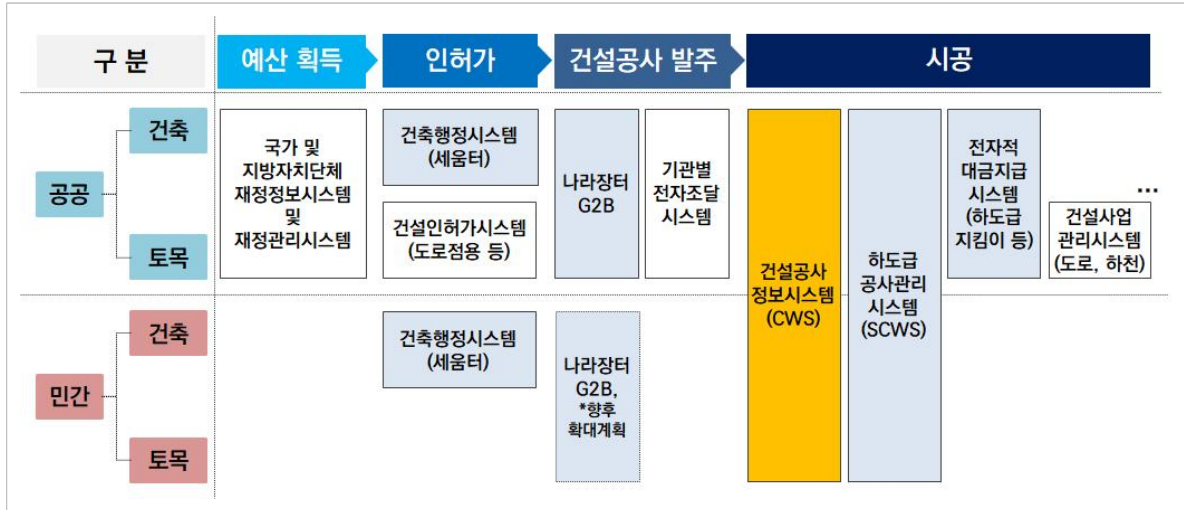 구 분
예산 획득
인허가
건설공사 발주
시공
공공
건축
토목
국가 및
지방자치단체
재정정보시스템
및
재정관리시스템
건축행정시스템
(세움터)
건설인허가시스템
(도로점용 등)
나라장터
G2B
기관별
전자조달
시스템
건설공사
정보시스템
(CWS)
하도급
공사관리
시스템
(SCWS)
전자적
대금지급
시스템
(하도급
지킴이 등)
...
건설사업
관리시스템
(도로, 하천)
민간
건축
토목
건축행정시스템
(세움터)
나라장터
G2B,
*향후
확대계획